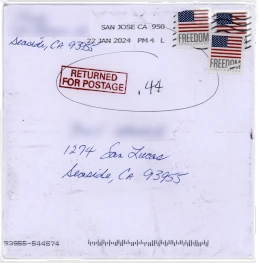 SAN JOSE CA 950
22 JAN 2024 PM 4 L
Seaside, CA 93955
FREEDOM
FREEDOM
RETURNED
FOR POSTAGE
.44
1274 San Lucas
Seaside, CA 93955
93955-544574